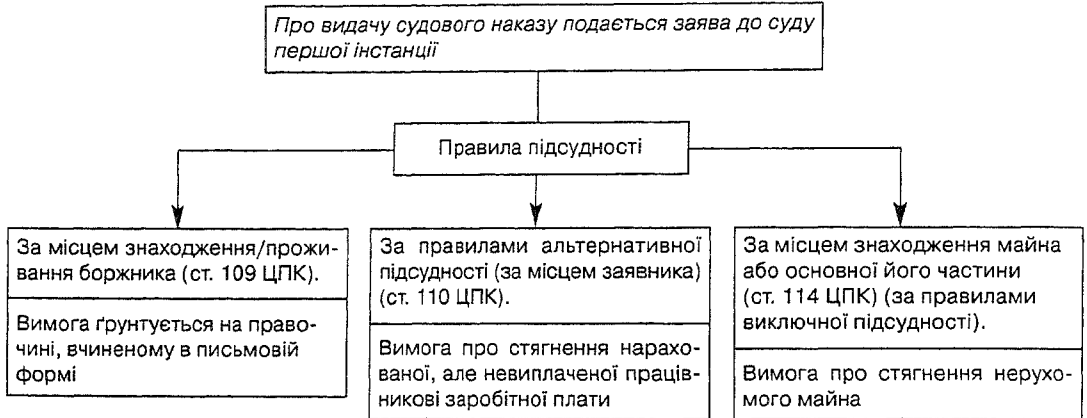 Про видачу судового наказу подається заява до суду
першої інстанції
Правила підсудності
За місцем знаходження/прожи-
вання боржника (ст. 109 ЦПК).
Вимога ґрунтується на право-
чині, вчиненому в письмовій
формі
За правилами альтернативної
підсудності (за місцем заявника)
(ст. 110 ЦПК).
Вимога про стягнення нарахо-
ваної, але невиплаченої праців-
никові заробітної плати
За місцем знаходження майна
або основної його частини
(ст. 114 ЦПК) (за правилами
виключної підсудності).
Вимога про стягнення нерухо-
мого майна